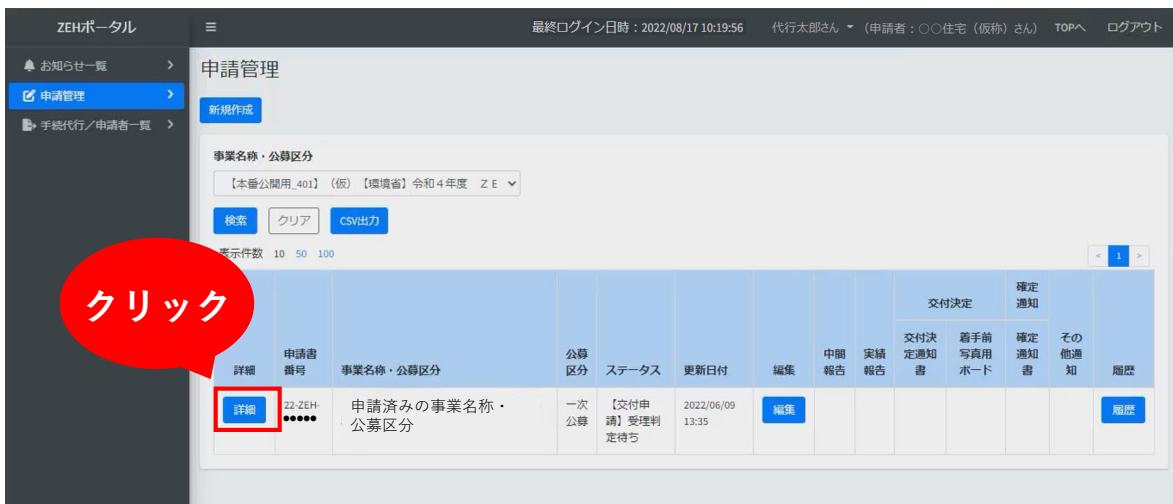 ZEHポータル
最終ログイン日時：2022/08/17 10:19:56 代行太郎さん (申請者：○○住宅（仮称）さん) TOPへ ログアウト
お知らせ一覧
申請管理
手続代行／申請者一覧
申請管理
新規作成
事業名称・公募区分
【本番公開用_401】（仮）【環境省】令和４年度 ＺＥ
検索 クリア CSV出力
表示件数 10 50 100
< 1 >
クリック
詳細
申請書
番号
事業名称・公募区分
公募
区分
ステータス
更新日付
編集
中間
報告
実績
報告
交付決定
交付決
定通知
書
着手前
写真用
ボード
確定
通知
確定
通知
書
その
他通
知
履歴
詳細
22-ZEH-
●●●●●
申請済みの事業名称・
公募区分
一次
公募
【交付申
請】受理判
定待ち
2022/06/09
13:35
編集
履歴